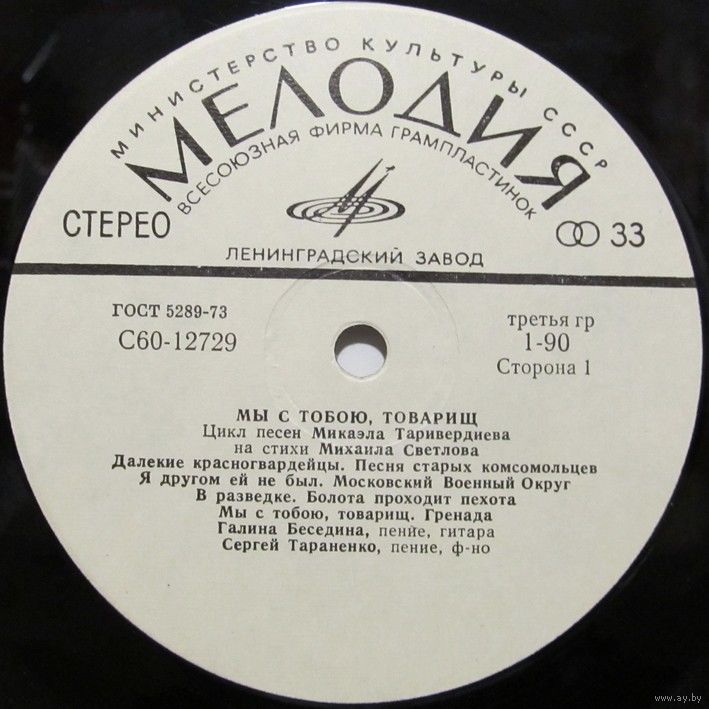 МИНИСТЕРСТВО КУЛЬТУРЫ СССР
МЕЛОДИЯ
ВСЕСОЮЗНАЯ ФИРМА ГРАМПЛАСТИНОК
СТЕРЕО
33
ЛЕНИНГРАДСКИЙ ЗАВОД
ГОСТ 5289-73
С60-12729
третья гр
1-90
Сторона 1
МЫ С ТОБОЮ, ТОВАРИЩ
Цикл песен Микаэла Таривердиева
на стихи Михаила Светлова
Далекие красногвардейцы. Песня старых комсомольцев
Я другом ей не был. Московский Военный Округ
В разведке. Болота проходит пехота
Мы с тобою, товарищ. Гренада
Галина Беседина, пение, гитара
Сергей Тараненко, пение, ф-но
www.ay.by